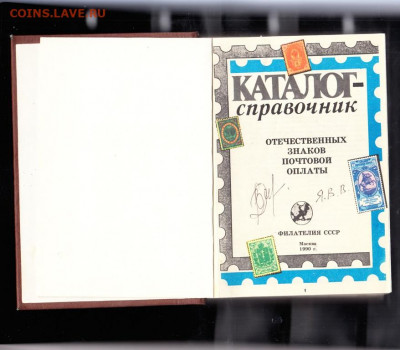 COINS.LAVE.RU
КАТАЛОГ-
справочник
ОТЕЧЕСТВЕННЫХ
ЗНАКОВ
ПОЧТОВОЙ
ОПЛАТЫ
Я.В.В.
ФИЛАТЕЛИЯ СССР
Москва
1990 г.